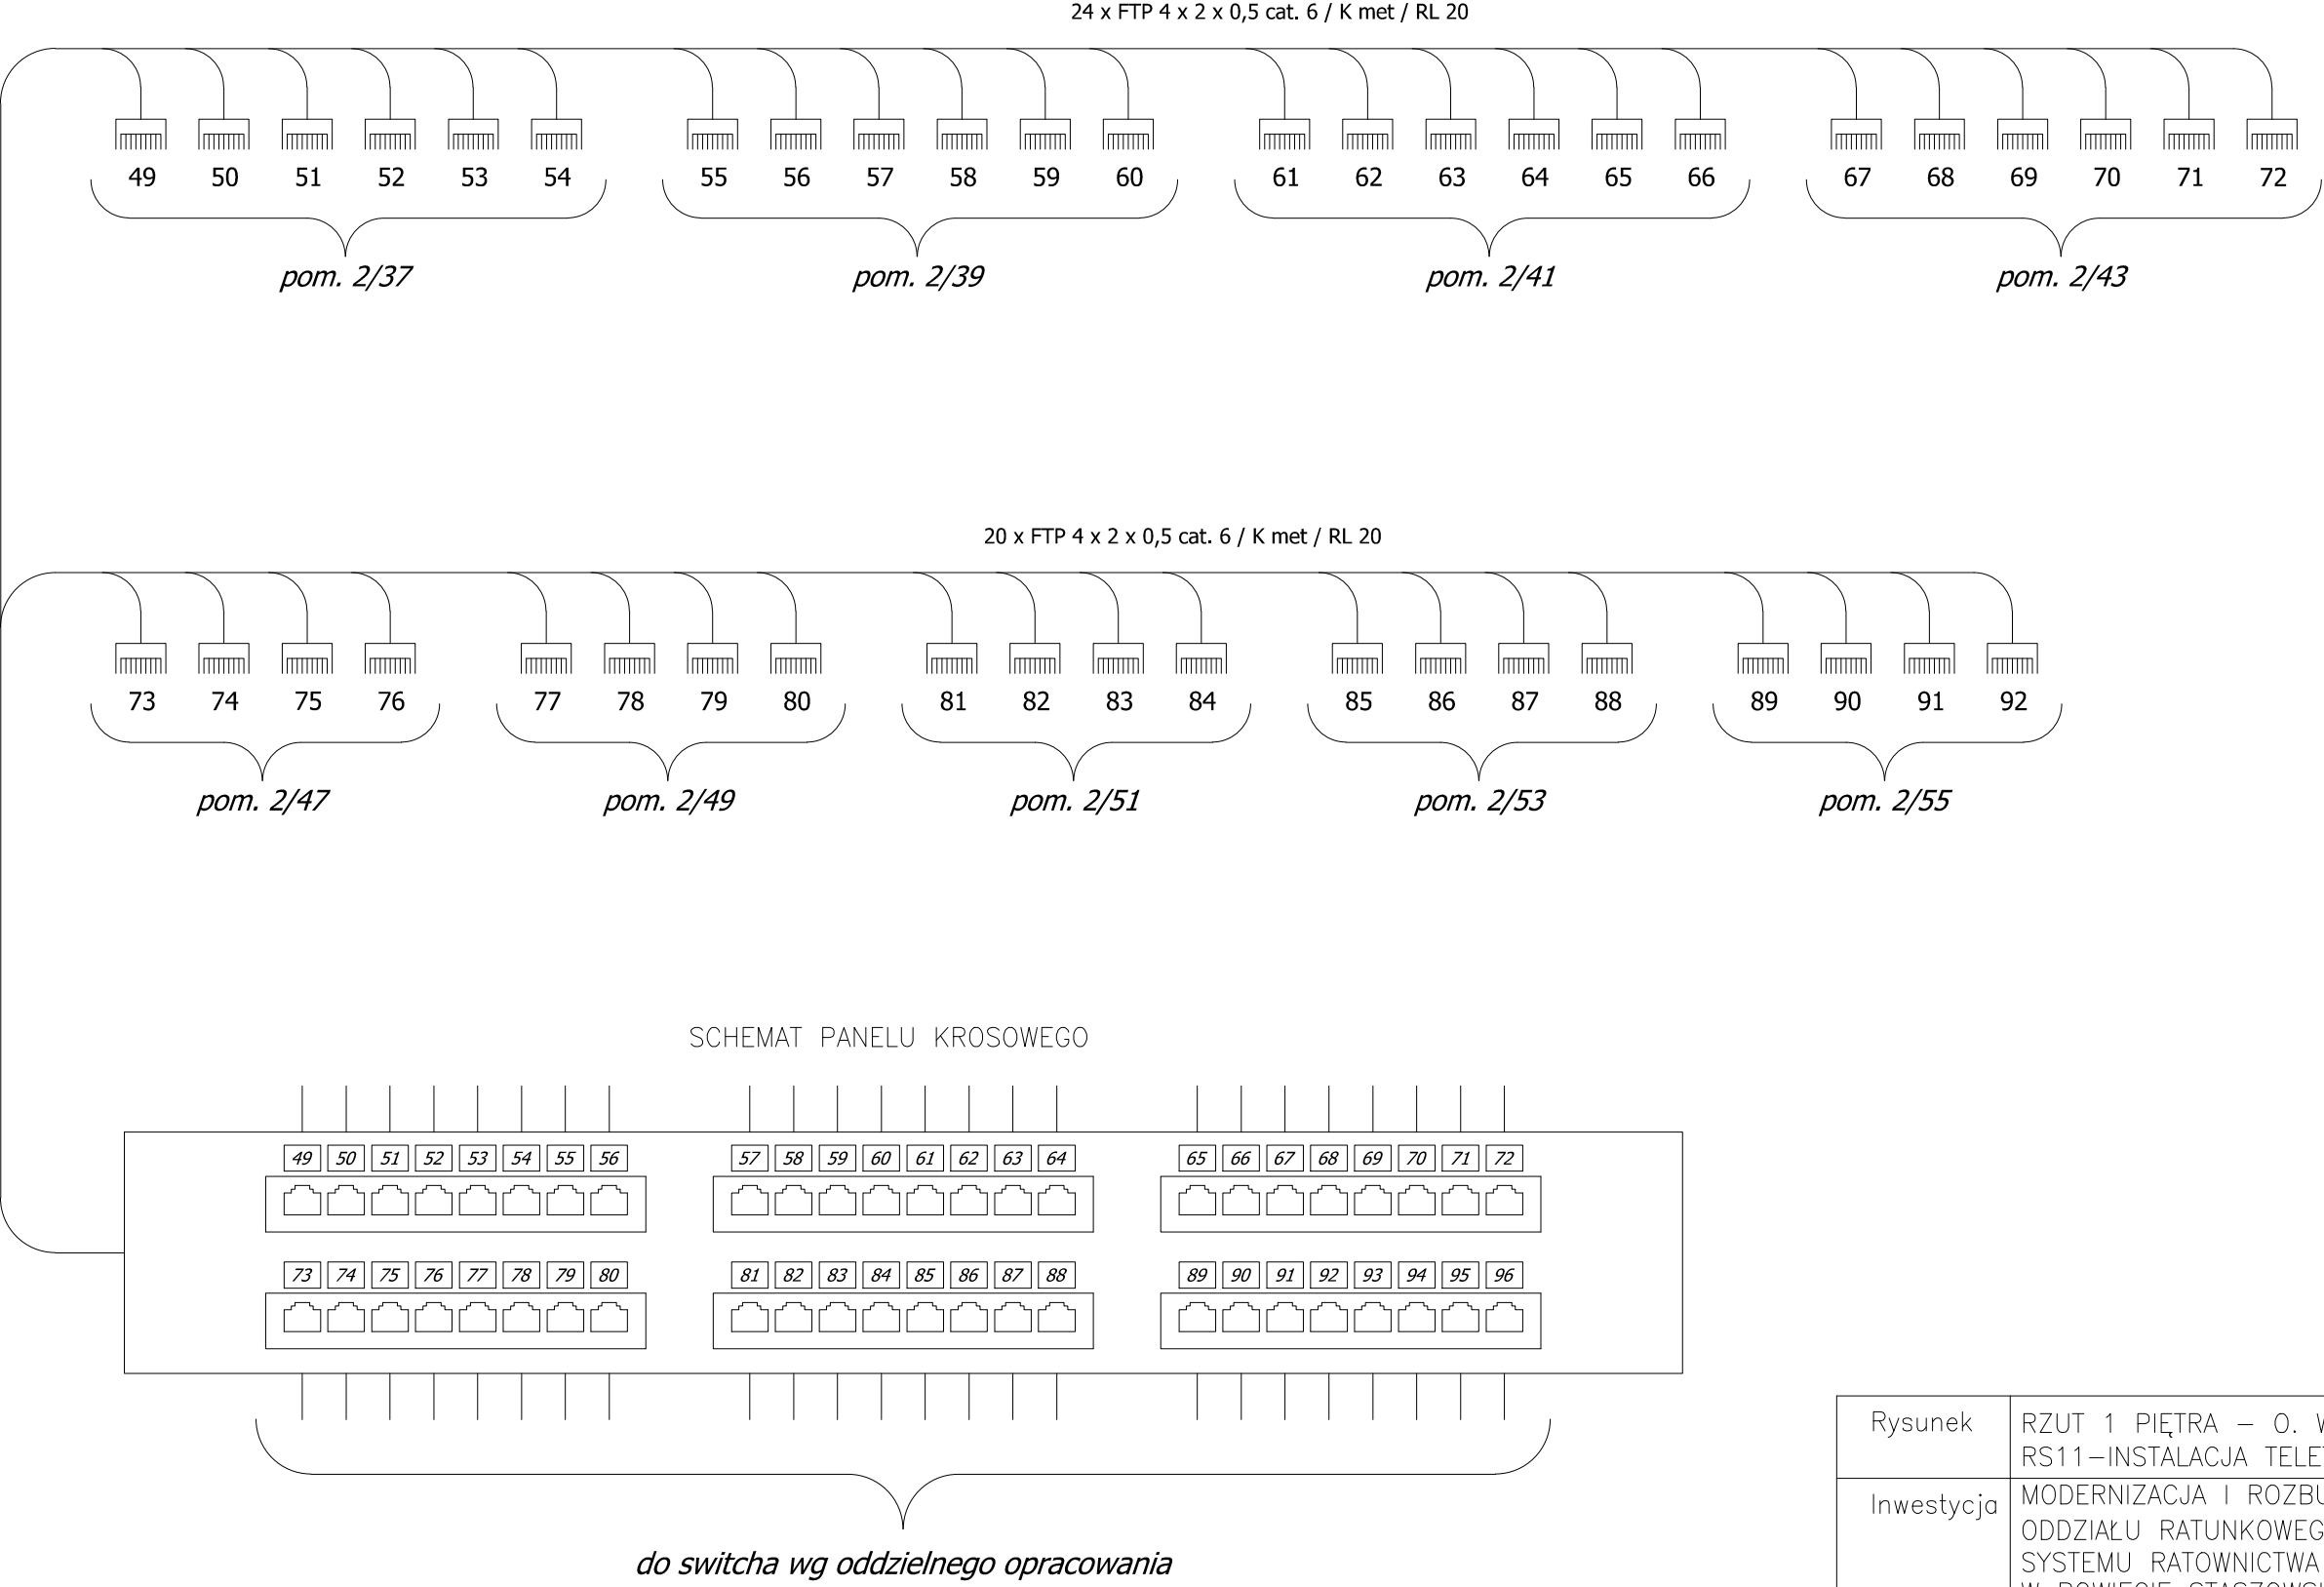 24 x FTP 4 x 2 x 0,5 cat. 6 / K met / RL 20
49 50 51 52 53 54 55 56 57 58 59 60 61 62 63 64 65 66 67 68 69 70 71 72
pom. 2/37 pom. 2/39 pom. 2/41 pom. 2/43
20 x FTP 4 x 2 x 0,5 cat. 6 / K met / RL 20
73 74 75 76 77 78 79 80 81 82 83 84 85 86 87 88 89 90 91 92
pom. 2/47 pom. 2/49 pom. 2/51 pom. 2/53 pom. 2/55
SCHEMAT PANELU KROSOWEGO
49 50 51 52 53 54 55 56 57 58 59 60 61 62 63 64 65 66 67 68 69 70 71 72
73 74 75 76 77 78 79 80 81 82 83 84 85 86 87 88 89 90 91 92 93 94 95 96
do switcha wg oddzielnego opracowania
Rysunek
RZUT 1 PIĘTRA – O.
RS11–INSTALACJA
Inwestycja
MODERNIZACJA I
ODDZIAŁU
SYSTEMU RATOWNICTWA